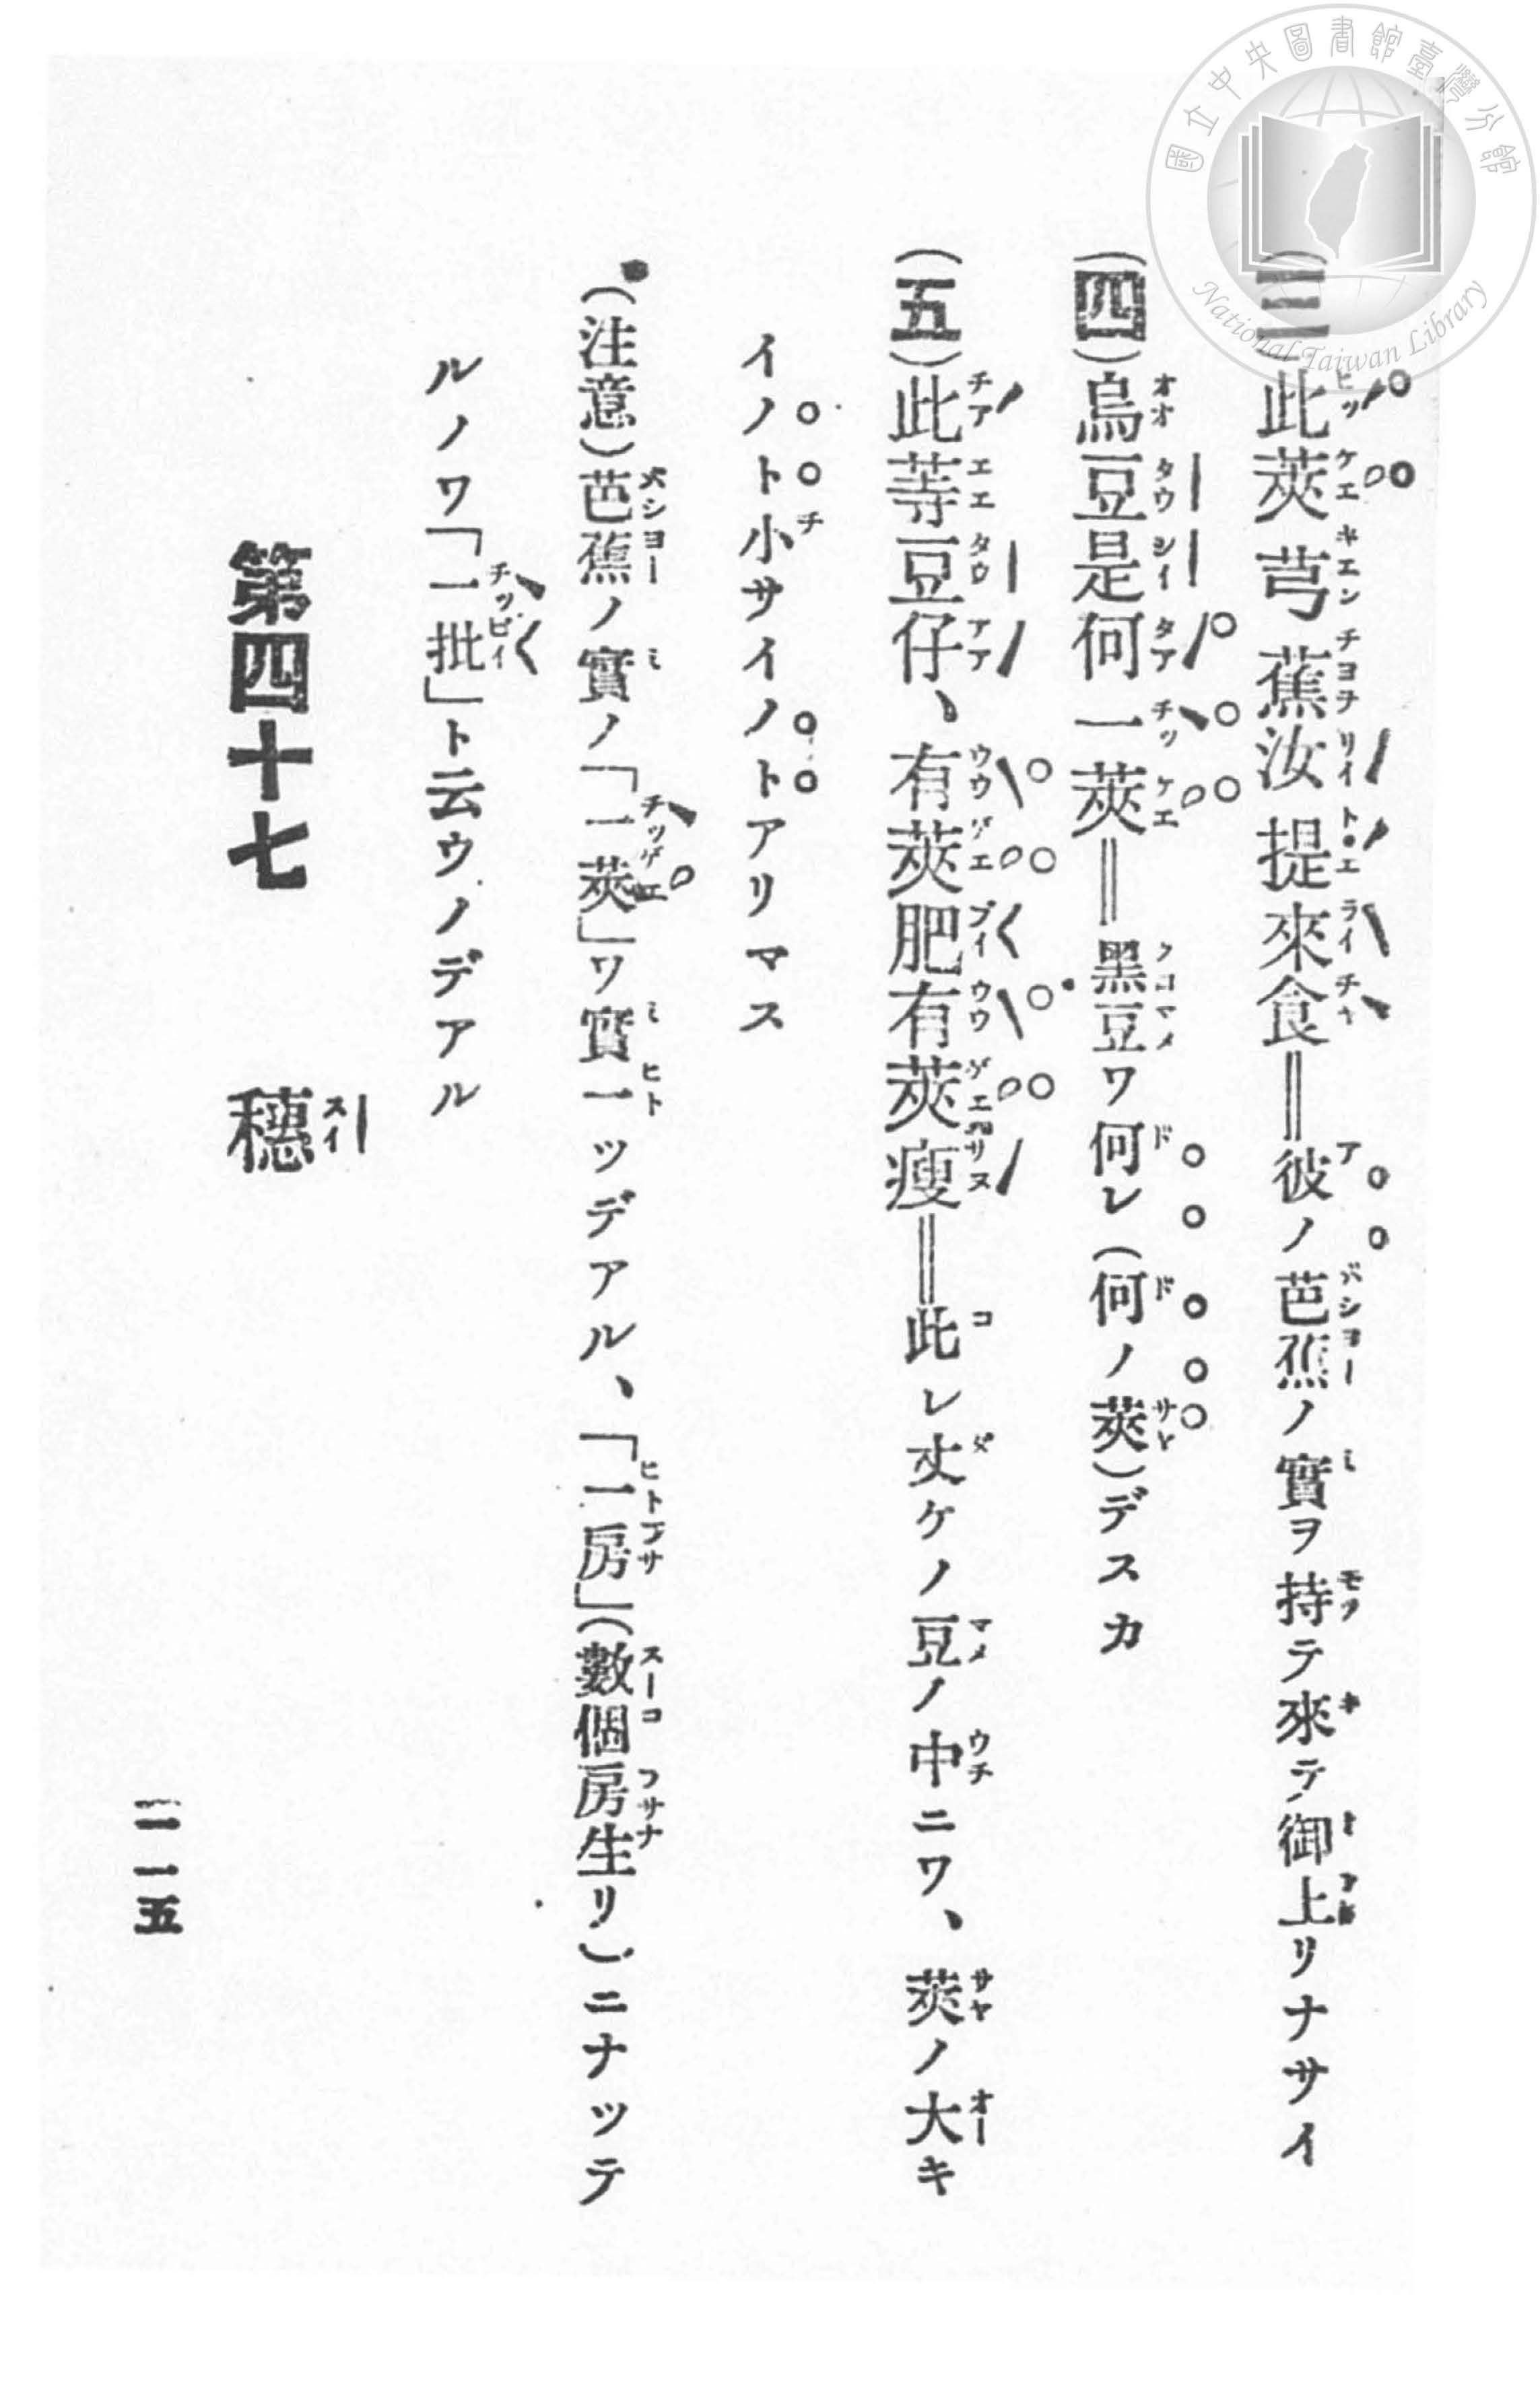 國立中央圖書館臺灣分館
National Taiwan Library
(三)此莢芎蕉汝提來食＝彼ノ芭蕉ノ實ヲ持テ來テ御上リナサイ
(四)烏豆是何一莢＝黑豆ワ何レ(何ノ莢)デスカ
(五)此䓁豆仔、有莢肥有莢瘦＝此レ丈ケノ豆ノ中ニワ、莢ノ大キ
イノト小サイノトアリマス
(注意)芭蕉ノ實ノ「一莢」ワ實一ツデアル、「一房」(數個房生リ)ニナッテ
ルノワ「一批」ト云ウノデアル
第四十七 穗
二一五